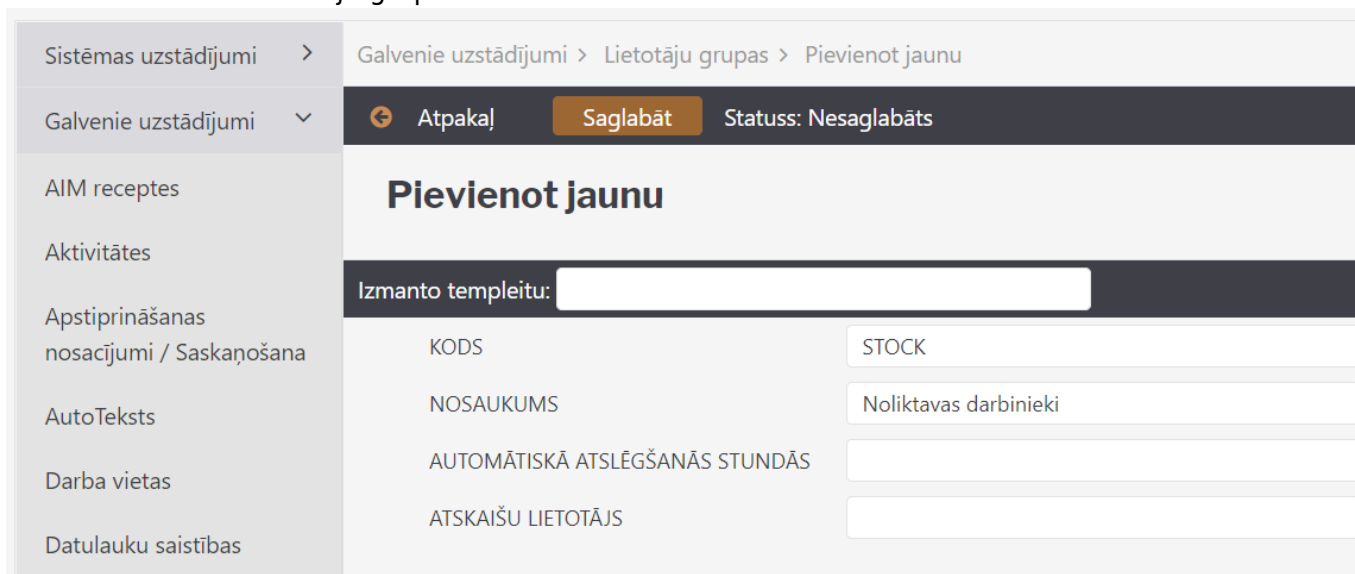 Sistēmas uzstādījumi
Galvenie uzstādījumi > Lietotāju grupas > Pievienot jaunu
Galvenie uzstādījumi
Atpakaļ Saglabāt Statuss: Nesaglabāts
AIM receptes
Pievienot jaunu
Aktivitātes
Izmanto templeitu:
Apstiprināšanas
nosacījumi / Saskaņošana
KODS STOCK
NOSAUKUMS Noliktavas darbinieki
AutoTeksts
AUTOMĀTISKĀ ATSLĒGŠANĀS STUNDĀS
Darba vietas
ATSKAIŠU LIETOTĀJS
Datulauku saistības